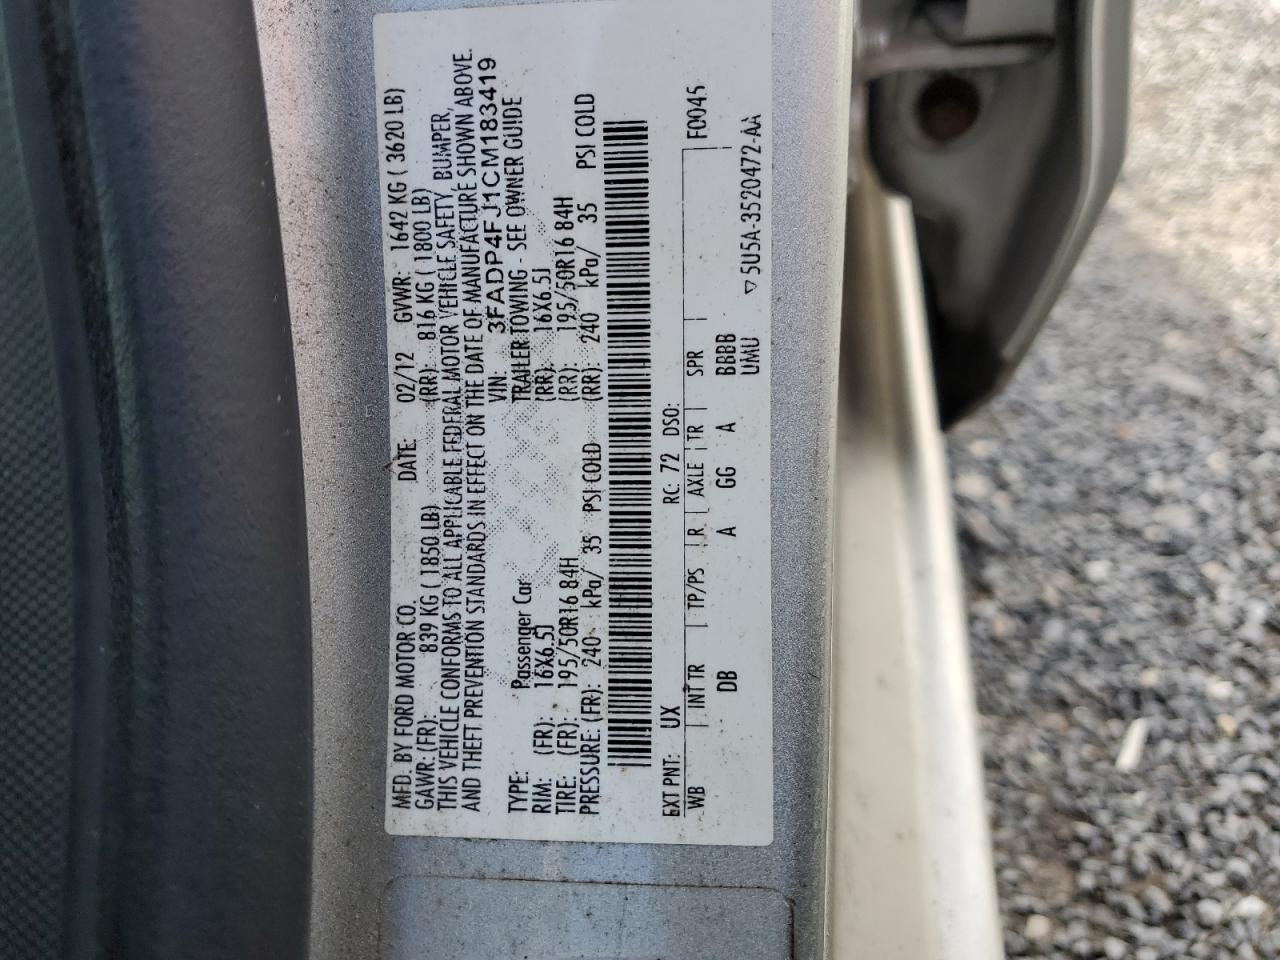 MFD. BY FORD MOTOR CO. DATE: 02/12 GVWR: 1642 KG ( 3620 LB)
GAWR: (FR): 839 KG ( 1850 LB) (RR): 816 KG ( 1800 LB)
THIS VEHICLE CONFORMS TO ALL APPLICABLE FEDERAL MOTOR VEHICLE SAFETY, BUMPER,
AND THEFT PREVENTION STANDARDS IN EFFECT ON THE DATE OF MANUFACTURE SHOWN ABOVE.
VIN: 3FADP4FJ1CM183419
TYPE: Passenger Car TRAILER TOWING - SEE OWNER GUIDE
RIM: (FR): 16X6.5J (RR): 16X6.5J
TIRE: (FR): 195/50R16 84H (RR): 195/50R16 84H
PRESSURE: (FR): 240 kPa/ 35 PSI COLD (RR): 240 kPa/ 35 PSI COLD
EXT PNT: UX RC: 72 DSO: F0045
WB INT TR TP/PS R AXLE TR SPR
DB A GG A BBBB
UMU ▽5U5A-3520472-AA